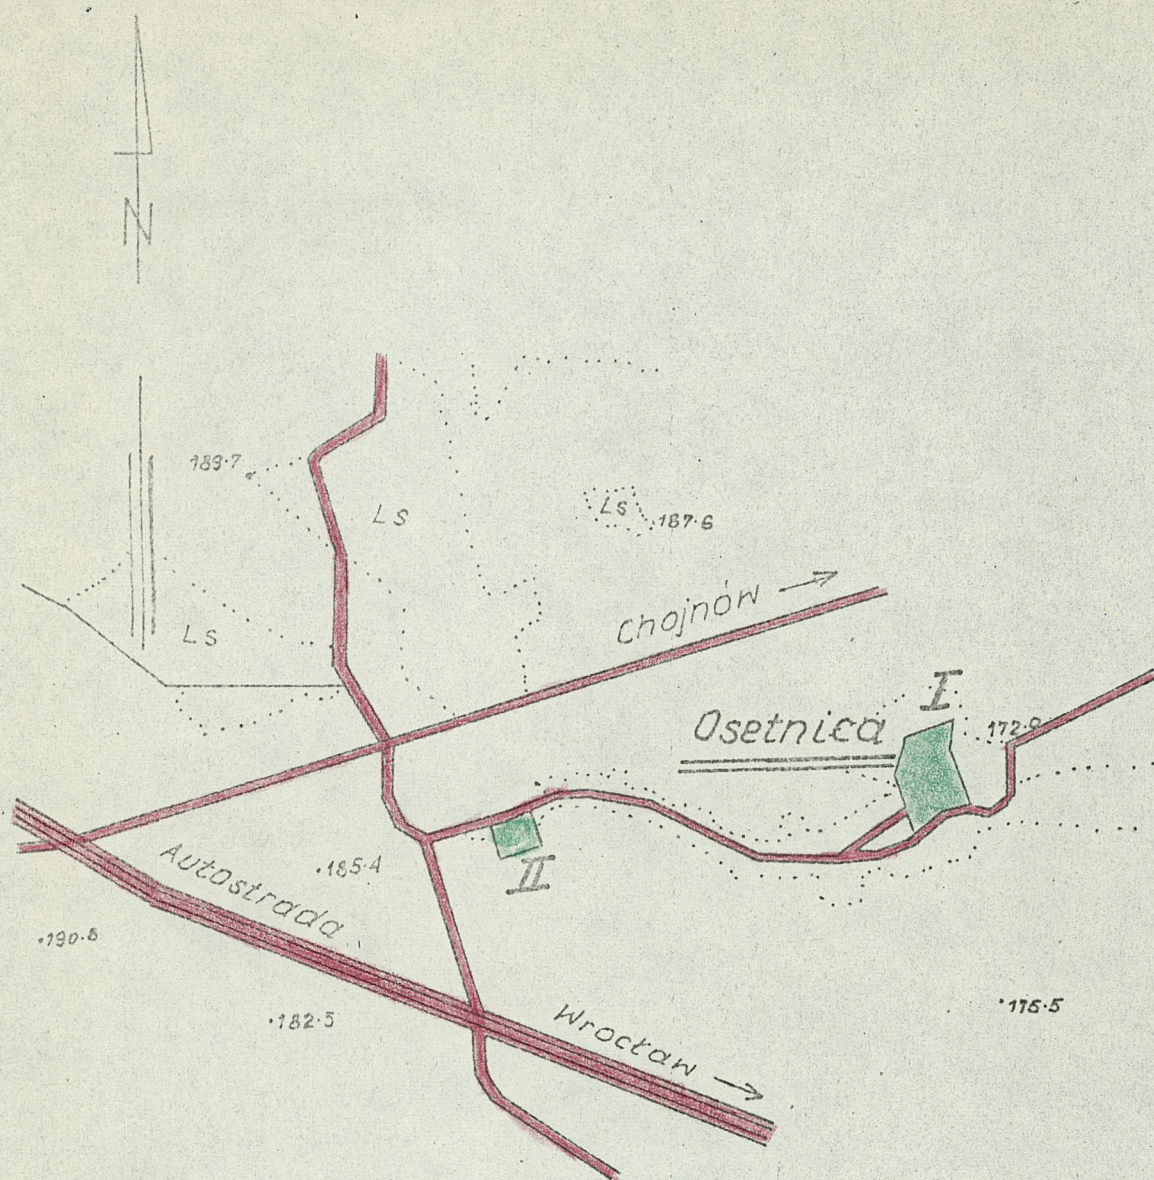 N
189.7
Ls
Ls
187.6
Chojnów
Ls
I
Osetnica
172.9
Autostrada
185.4
II
190.8
175.5
182.5
Wrocław